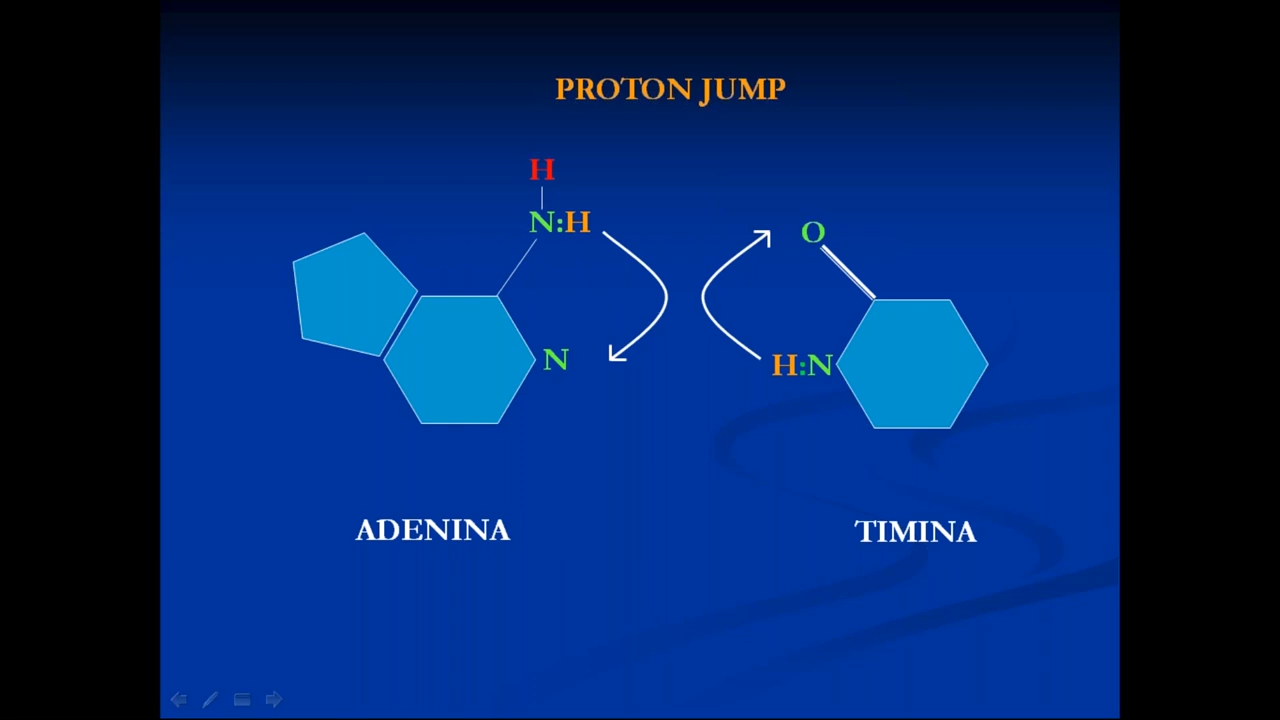 PROTON JUMP
H
N:H
O
N
H:N
ADENINA
TIMINA